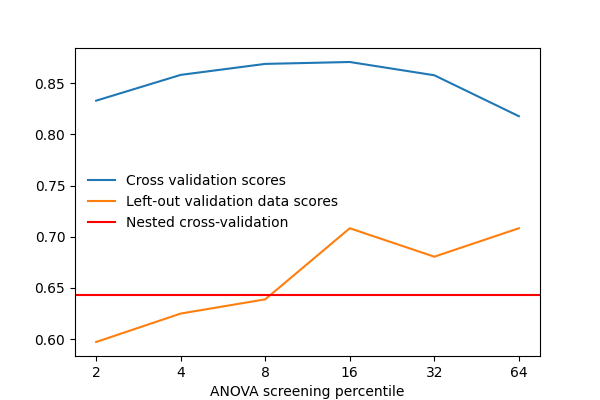 0.85
0.80
0.75
0.70
0.65
0.60
Cross validation scores
Left-out validation data scores
Nested cross-validation
2 4 8 16 32 64
ANOVA screening percentile